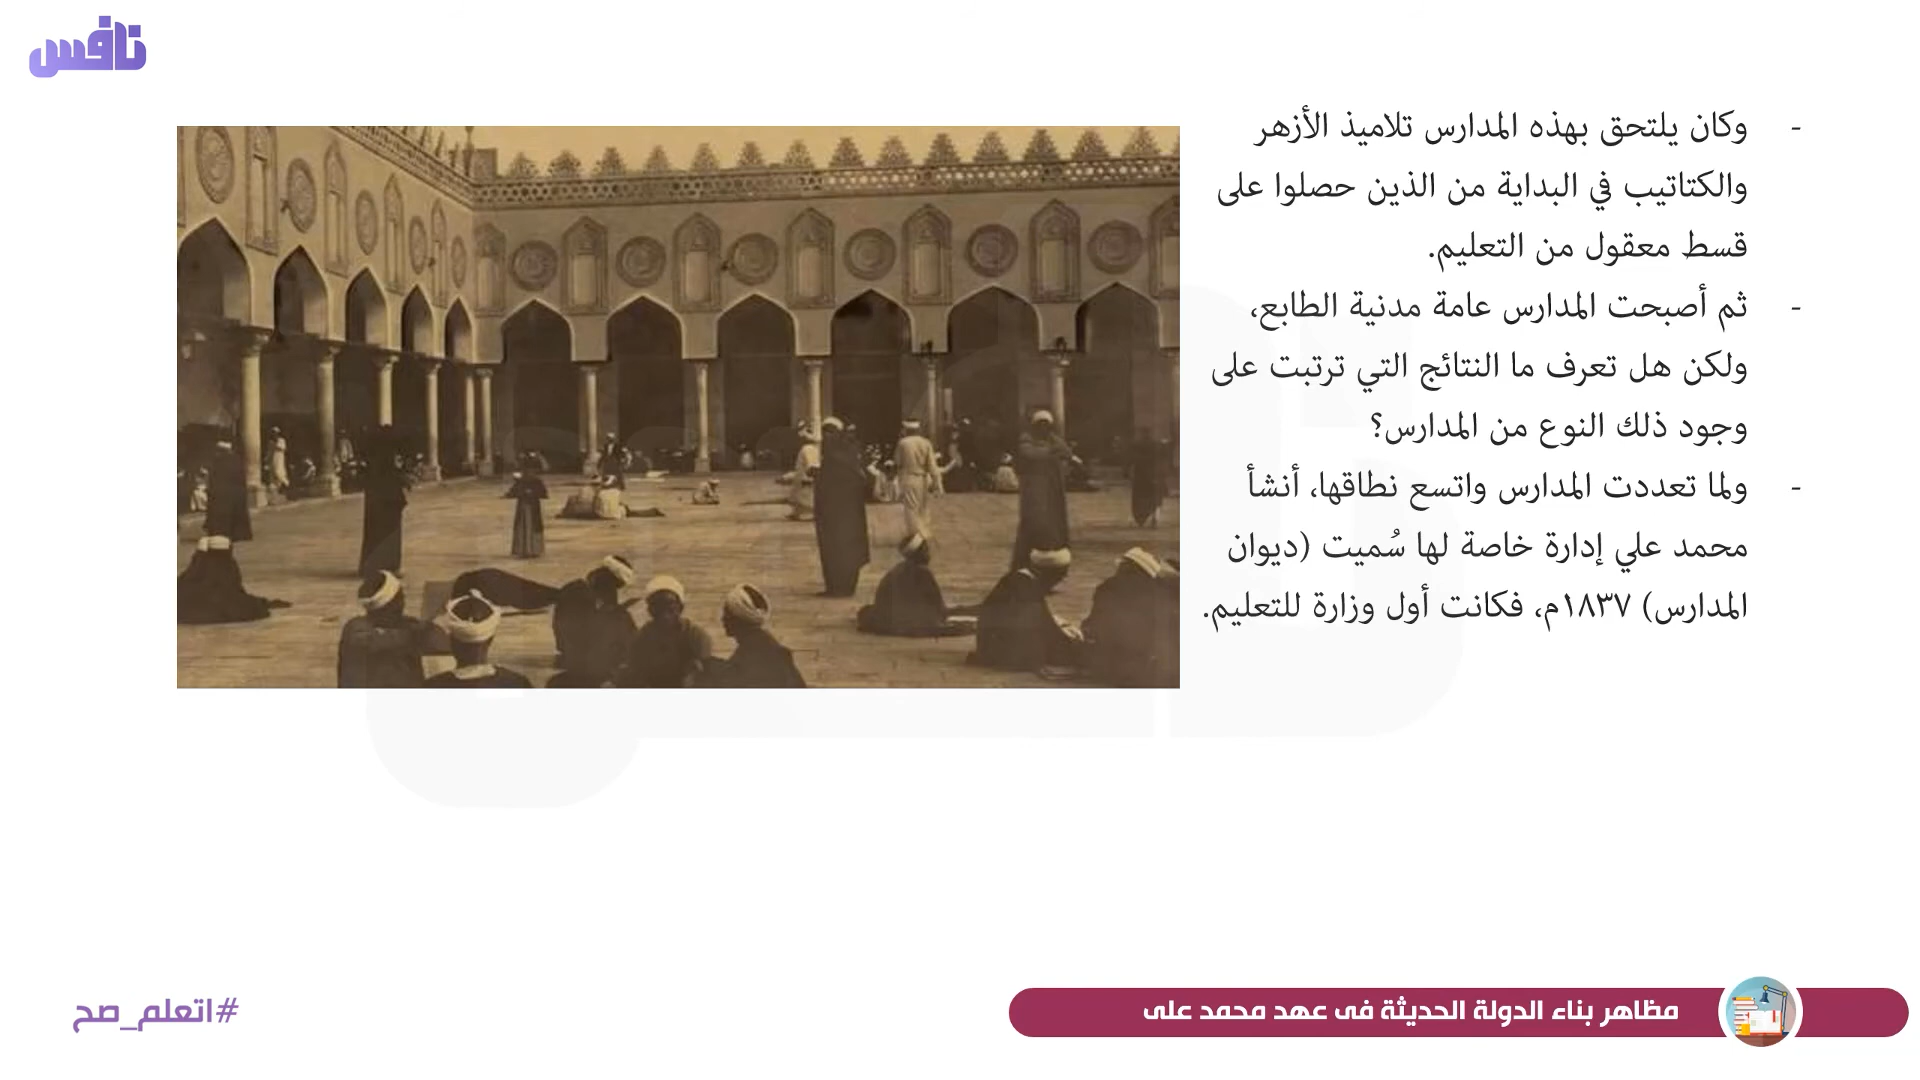 نافس
- وكان يلتحق بهذه المدارس تلاميذ الأزهر
والكتاتيب في البداية من الذين حصلوا على
قسط معقول من التعليم.
- ثم أصبحت المدارس عامة مدنية الطابع،
ولكن هل تعرف ما النتائج التي ترتبت على
وجود ذلك النوع من المدارس؟
- ولما تعددت المدارس واتسع نطاقها، أنشأ
محمد علي إدارة خاصة لها سُميت (ديوان
المدارس) ١٨٣٧م، فكانت أول وزارة للتعليم.
مظاهر بناء الدولة الحديثة فى عهد محمد على
#اتعلم_صح